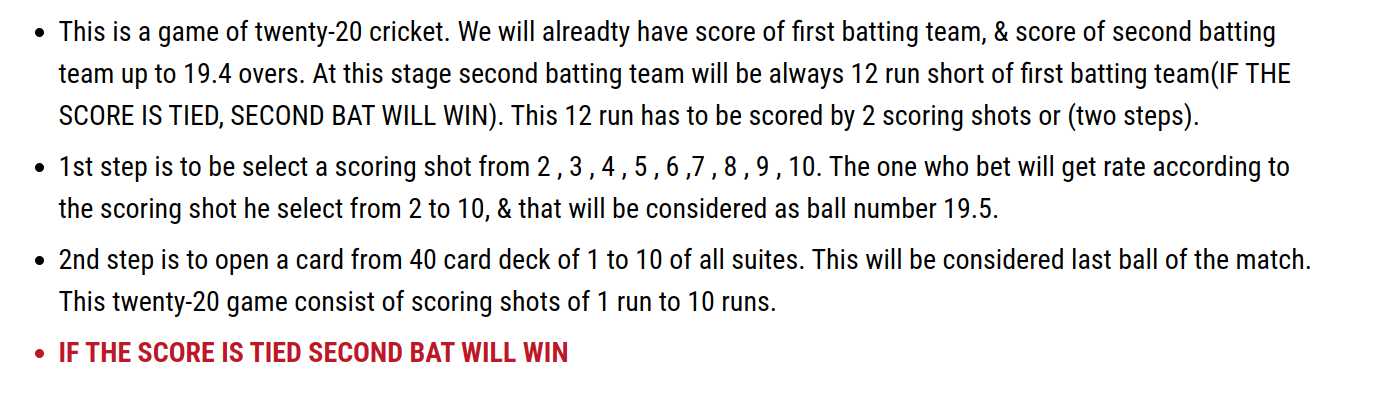 • This is a game of twenty-20 cricket. We will alreadty have score of first batting team, & score of second batting
team up to 19.4 overs. At this stage second batting team will be always 12 run short of first batting team(IF THE
SCORE IS TIED, SECOND BAT WILL WIN). This 12 run has to be scored by 2 scoring shots or (two steps).
• 1st step is to be select a scoring shot from 2 , 3 , 4 , 5 , 6 ,7 , 8 , 9 , 10. The one who bet will get rate according to
the scoring shot he select from 2 to 10, & that will be considered as ball number 19.5.
• 2nd step is to open a card from 40 card deck of 1 to 10 of all suites. This will be considered last ball of the match.
This twenty-20 game consist of scoring shots of 1 run to 10 runs.
• IF THE SCORE IS TIED SECOND BAT WILL WIN